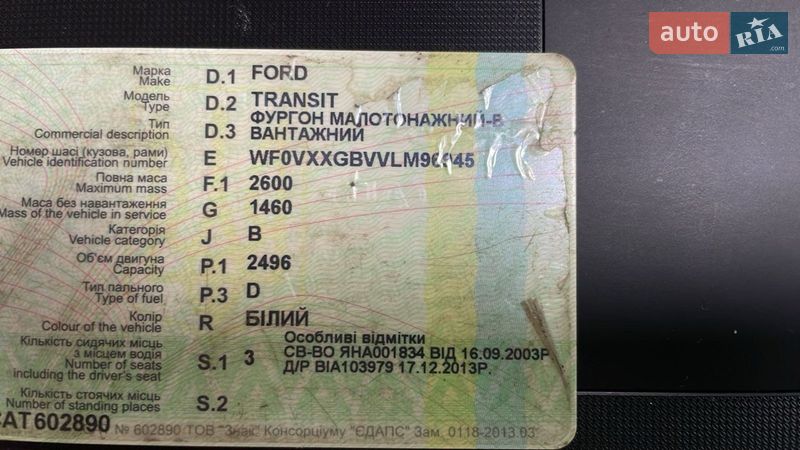 auto RIA.com
Марка
Make D.1 FORD
Модель
Type D.2 TRANSIT
Тип
Commercial description D.3 ФУРГОН МАЛОТОНАЖНИЙ-В
ВАНТАЖНИЙ
Номер шасі (кузова, рами)
Vehicle identification number E
Повна маса
Maximum mass F.1 2600
Маса без навантаження
Mass of the vehicle in service G 1460
Категорія
Vehicle category J B
Об'єм двигуна
Capacity P.1 2496
Тип пального
Type of fuel P.3 D
Колір
Colour of the vehicle R БІЛИЙ
Кількість сидячих місць
з місцем водія
Number of seats
including the driver's seat S.1 3
Особливі відмітки
СВ-ВО ЯНА001834 ВІД 16.09.2003Р.
Д/Р ВІА103979 17.12.2013Р.
Кількість стоячих місць
Number of standing places S.2
САТ602890
№ 602890 ТОВ "Знак" Консорціуму "ЄДАПС" Зам. 0118-2013.03